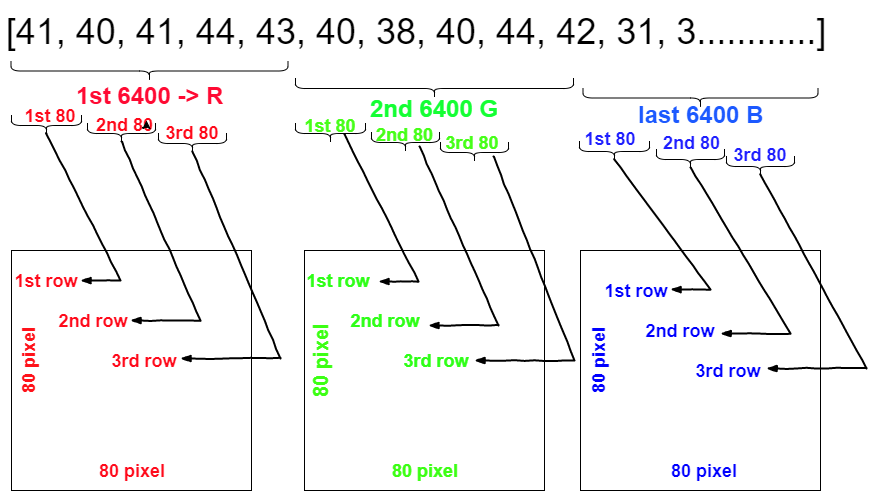 [41, 40, 41, 44, 43, 40, 38, 40, 44, 42, 31, 3............]
1st 6400 -> R
2nd 6400 G
last 6400 B
1st 80
2nd 80
3rd 80
1st 80
2nd 80
3rd 80
1st 80
2nd 80
3rd 80
1st row
2nd row
3rd row
80 pixel
80 pixel
1st row
2nd row
3rd row
80 pixel
80 pixel
1st row
2nd row
3rd row
80 pixel
80 pixel